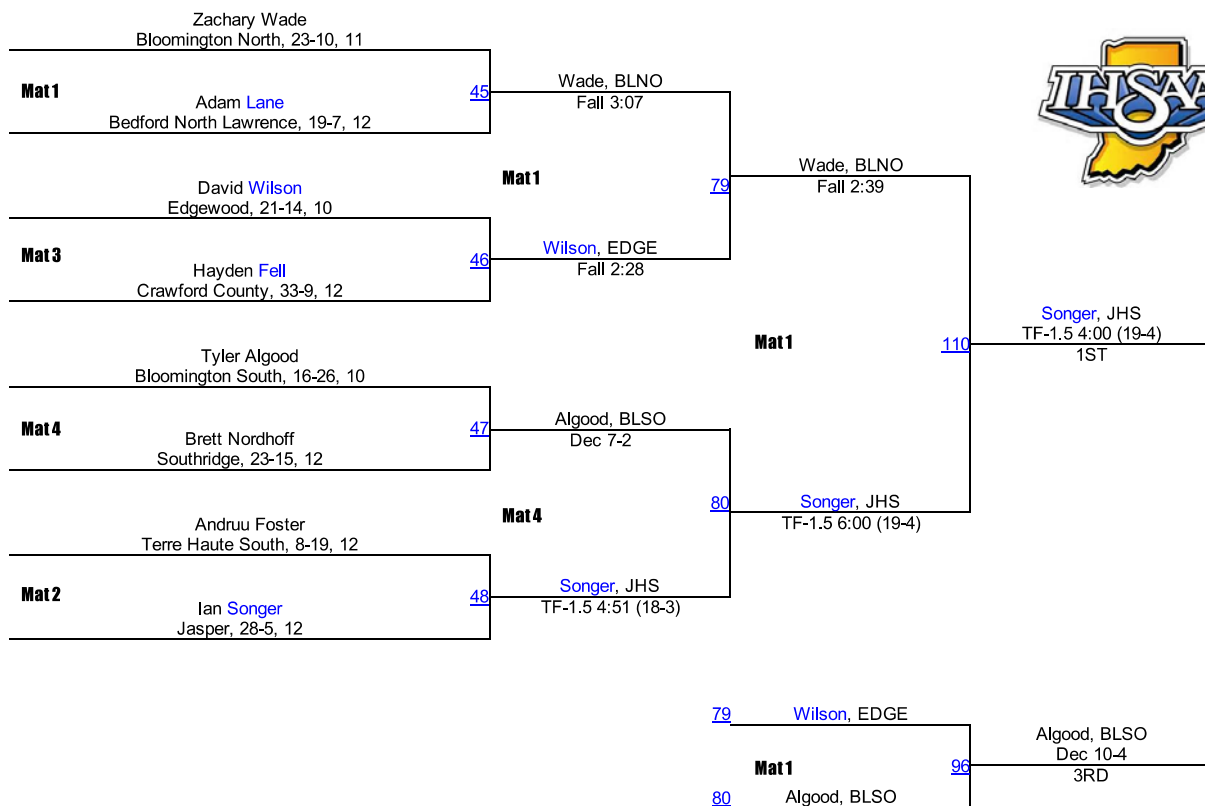 Zachary Wade
Bloomington North, 23-10, 11
Mat 1
Adam Lane
Bedford North Lawrence, 19-7, 12
45
Wade, BLNO
Fall 3:07
David Wilson
Edgewood, 21-14, 10
Mat 3
Hayden Fell
Crawford County, 33-9, 12
46
Wilson, EDGE
Fall 2:28
Mat 1
79
Wade, BLNO
Fall 2:39
IHSAA
Tyler Algood
Bloomington South, 16-26, 10
Mat 4
Brett Nordhoff
Southridge, 23-15, 12
47
Algood, BLSO
Dec 7-2
Andruu Foster
Terre Haute South, 8-19, 12
Mat 2
Ian Songer
Jasper, 28-5, 12
48
Songer, JHS
TF-1.5 4:51 (18-3)
Mat 4
80
Songer, JHS
TF-1.5 6:00 (19-4)
Mat 1
110
Songer, JHS
TF-1.5 4:00 (19-4)
1ST
79
Wilson, EDGE
Mat 1
80
Algood, BLSO
96
Algood, BLSO
Dec 10-4
3RD